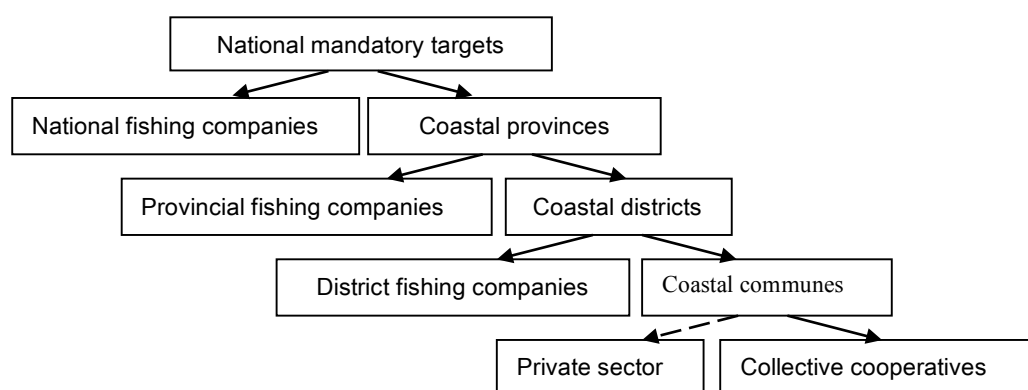 National mandatory targets
National fishing companies
Coastal provinces
Provincial fishing companies
Coastal districts
District fishing companies
Coastal communes
Private sector
Collective cooperatives